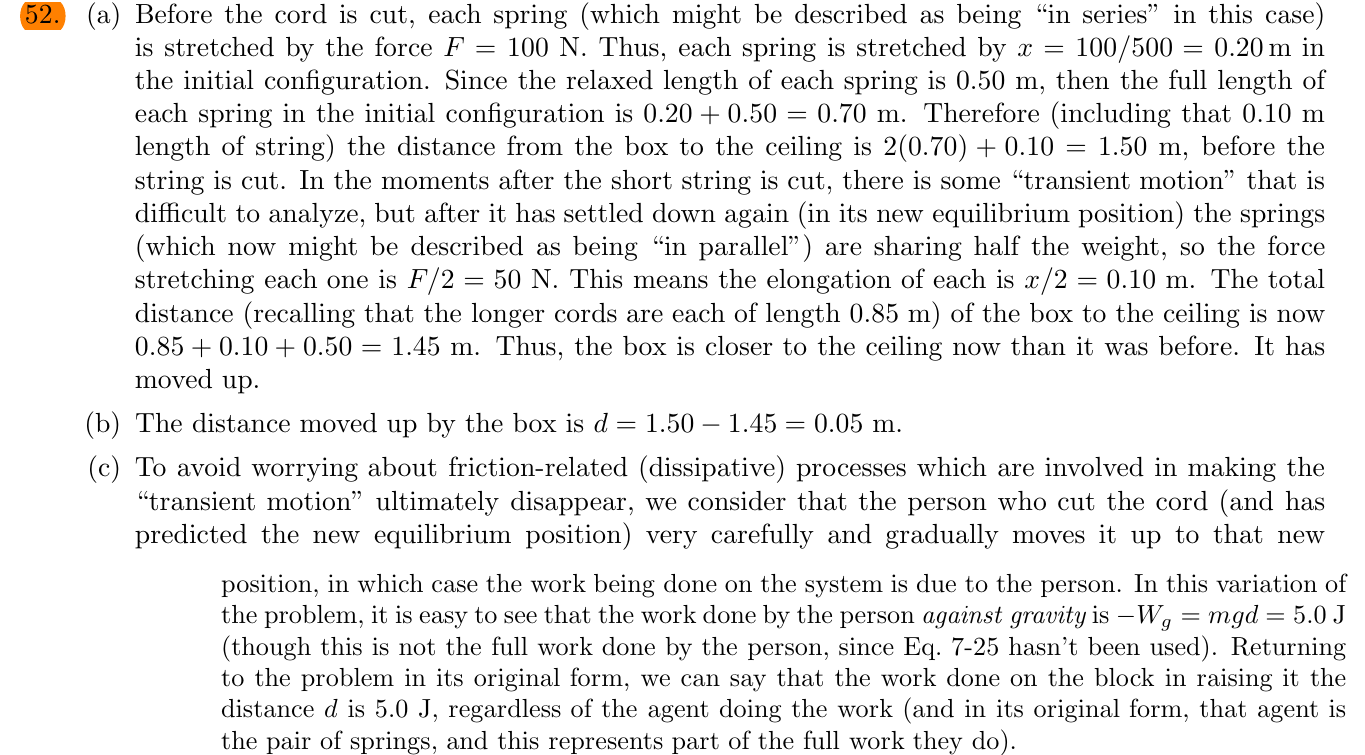 52. (a) Before the cord is cut, each spring (which might be described as being “in series” in this case)
is stretched by the force F = 100 N. Thus, each spring is stretched by x = 100/500 = 0.20 m in
the initial configuration. Since the relaxed length of each spring is 0.50 m, then the full length of
each spring in the initial configuration is 0.20 + 0.50 = 0.70 m. Therefore (including that 0.10 m
length of string) the distance from the box to the ceiling is 2(0.70) + 0.10 = 1.50 m, before the
string is cut. In the moments after the short string is cut, there is some “transient motion” that is
difficult to analyze, but after it has settled down again (in its new equilibrium position) the springs
(which now might be described as being “in parallel”) are sharing half the weight, so the force
stretching each one is F/2 = 50 N. This means the elongation of each is x/2 = 0.10 m. The total
distance (recalling that the longer cords are each of length 0.85 m) of the box to the ceiling is now
0.85 + 0.10 + 0.50 = 1.45 m. Thus, the box is closer to the ceiling now than it was before. It has
moved up.
(b) The distance moved up by the box is d = 1.50 − 1.45 = 0.05 m.
(c) To avoid worrying about friction-related (dissipative) processes which are involved in making the
“transient motion” ultimately disappear, we consider that the person who cut the cord (and has
predicted the new equilibrium position) very carefully and gradually moves it up to that new
position, in which case the work being done on the system is due to the person. In this variation of
the problem, it is easy to see that the work done by the person against gravity is −W_g = mgd = 5.0 J
(though this is not the full work done by the person, since Eq. 7-25 hasn’t been used). Returning
to the problem in its original form, we can say that the work done on the block in raising it the
distance d is 5.0 J, regardless of the agent doing the work (and in its original form, that agent is
the pair of springs, and this represents part of the full work they do).